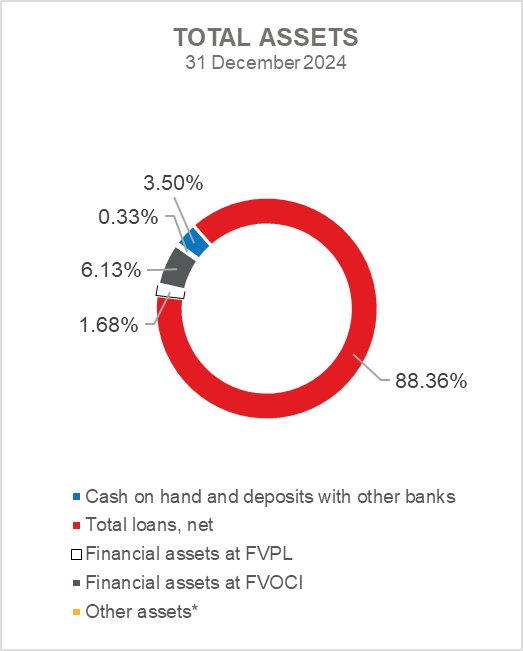 TOTAL ASSETS
31 December 2024
3.50%
0.33%
6.13%
1.68%
88.36%
Cash on hand and deposits with other banks
Total loans, net
Financial assets at FVPL
Financial assets at FVOCI
Other assets*